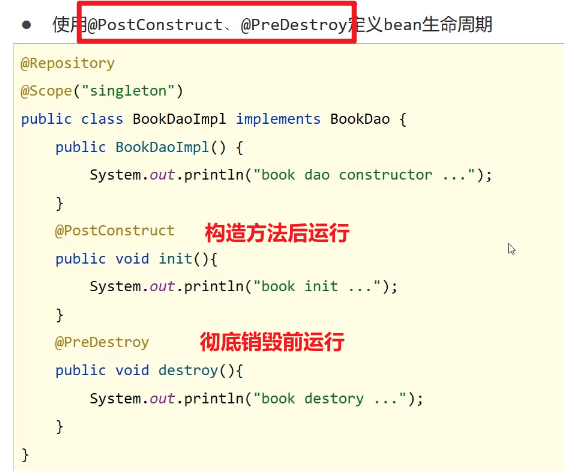 ● 使用@PostConstruct、@PreDestroy定义bean生命周期
@Repository
@Scope("singleton")
public class BookDaoImpl implements BookDao {
    public BookDaoImpl() {
        System.out.println("book dao constructor ...");
    }
    @PostConstruct 构造方法后运行
    public void init(){
        System.out.println("book init ...");
    }
    @PreDestroy 彻底销毁前运行
    public void destroy(){
        System.out.println("book destory ...");
    }
}